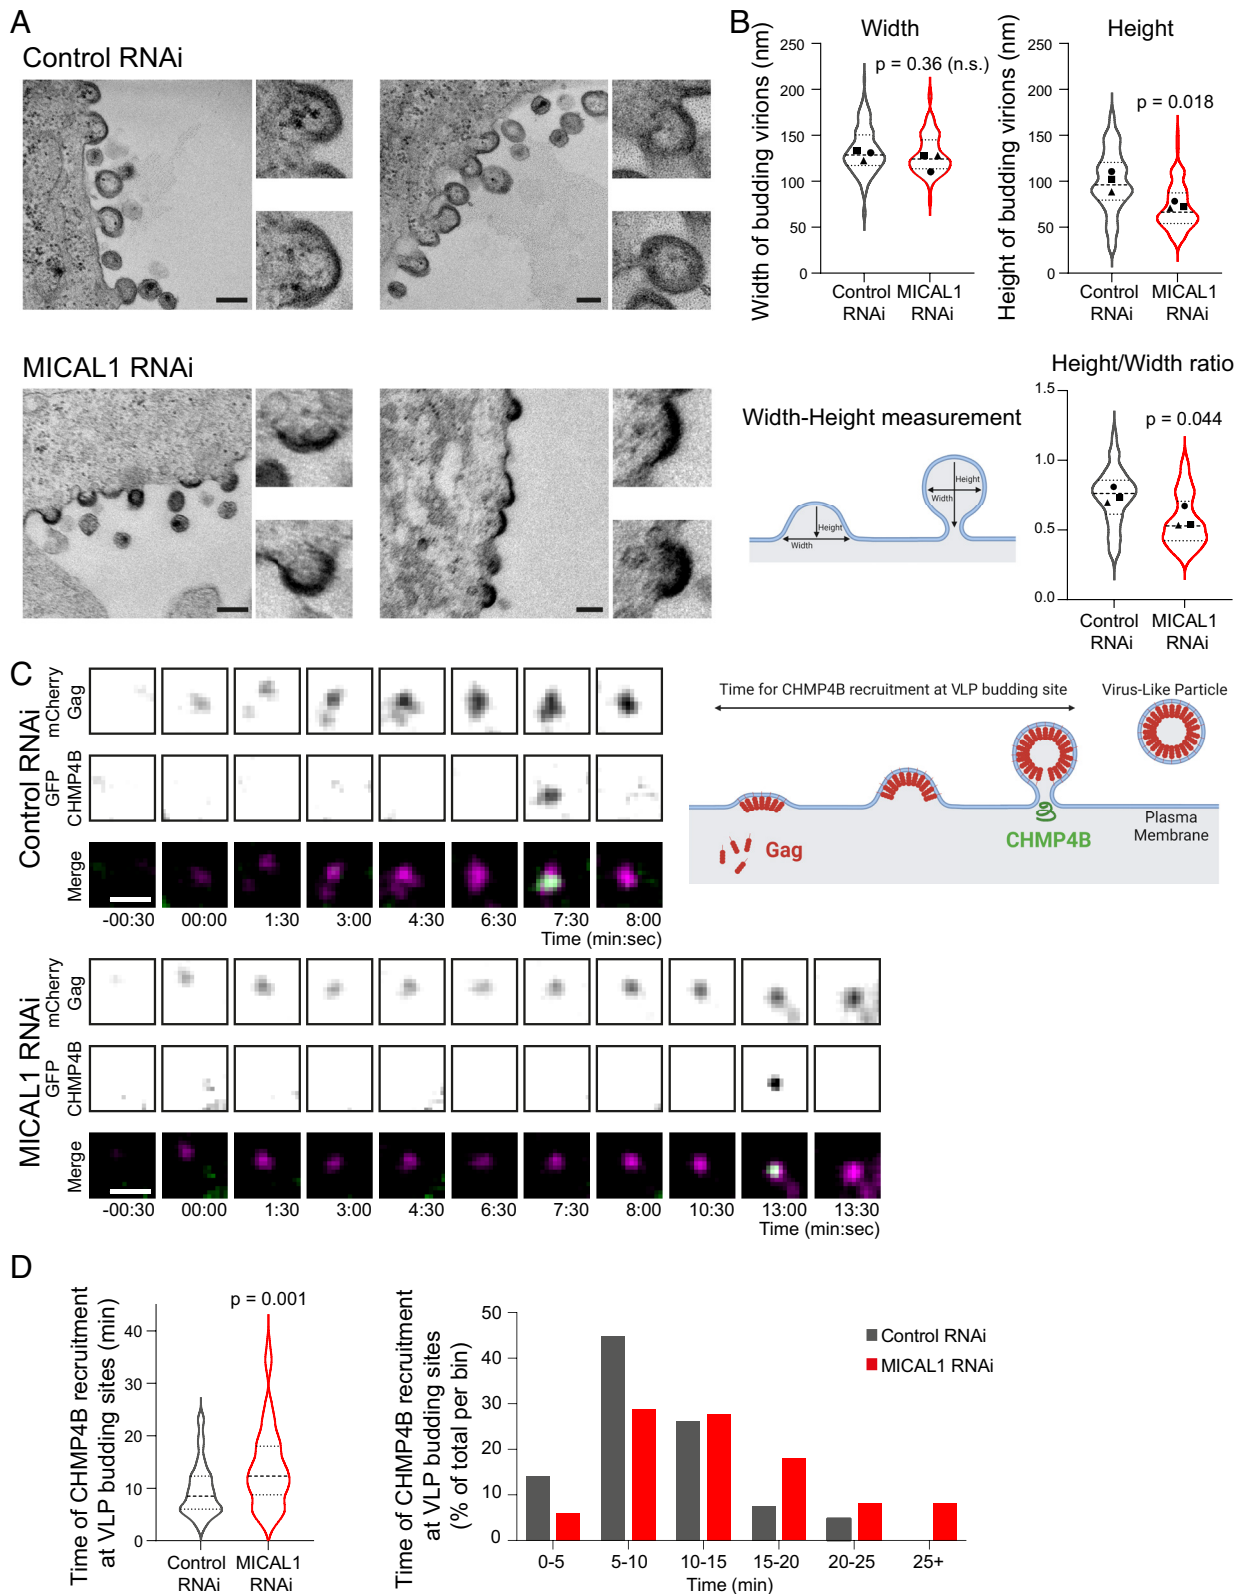 A
Control RNAi
MICAL1 RNAi
B
Width
Width of budding virions (nm)
250
200
150
100
50
0
p = 0.36 (n.s.)
Control
RNAi
MICAL1
RNAi
Height
Height of budding virions (nm)
250
200
150
100
50
0
p = 0.018
Control
RNAi
MICAL1
RNAi
Width-Height measurement
Height
Width
Height
Width
Height/Width ratio
1.5
1.0
0.5
0.0
p = 0.044
Control
RNAi
MICAL1
RNAi
C
Control RNAi
mCherry
Gag
GFP
CHMP4B
Merge
-00:30 00:00 1:30 3:00 4:30 6:30 7:30 8:00
Time (min:sec)
Time for CHMP4B recruitment at VLP budding site
Virus-Like Particle
Gag
CHMP4B
Plasma
Membrane
MICAL1 RNAi
mCherry
Gag
GFP
CHMP4B
Merge
-00:30 00:00 1:30 3:00 4:30 6:30 7:30 8:00 10:30 13:00 13:30
Time (min:sec)
D
Time of CHMP4B recruitment
at VLP budding sites (min)
40
30
20
10
0
p = 0.001
Control
RNAi
MICAL1
RNAi
Time of CHMP4B recruitment
at VLP budding sites
(% of total per bin)
50
40
30
20
10
0
0-5 5-10 10-15 15-20 20-25 25+
Time (min)
Control RNAi
MICAL1 RNAi